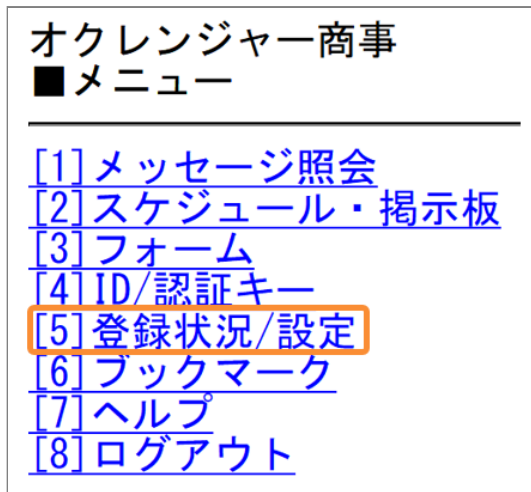 オクレンジャー商事
■メニュー
[1]メッセージ照会
[2]スケジュール・掲示板
[3]フォーム
[4]ID/認証キー
[5]登録状況/設定
[6]ブックマーク
[7]ヘルプ
[8]ログアウト